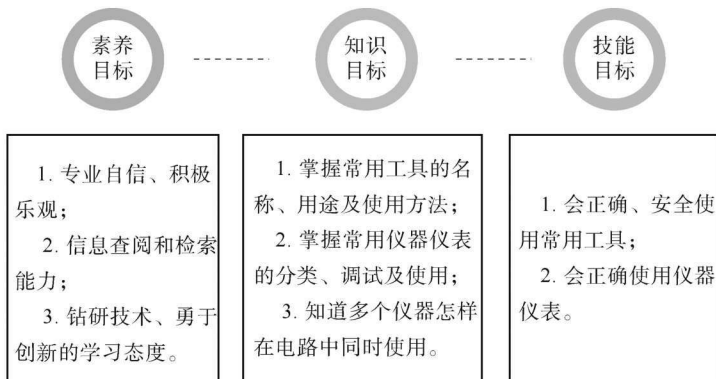 素养
目标
知识
目标
技能
目标
1. 专业自信、积极
乐观；
2. 信息查阅和检索
能力；
3. 钻研技术、勇于
创新的学习态度。
1. 掌握常用工具的名
称、用途及使用方法；
2. 掌握常用仪器仪表
的分类、调试及使用；
3. 知道多个仪器怎样
在电路中同时使用。
1. 会正确、安全使
用常用工具；
2. 会正确使用仪器
仪表。